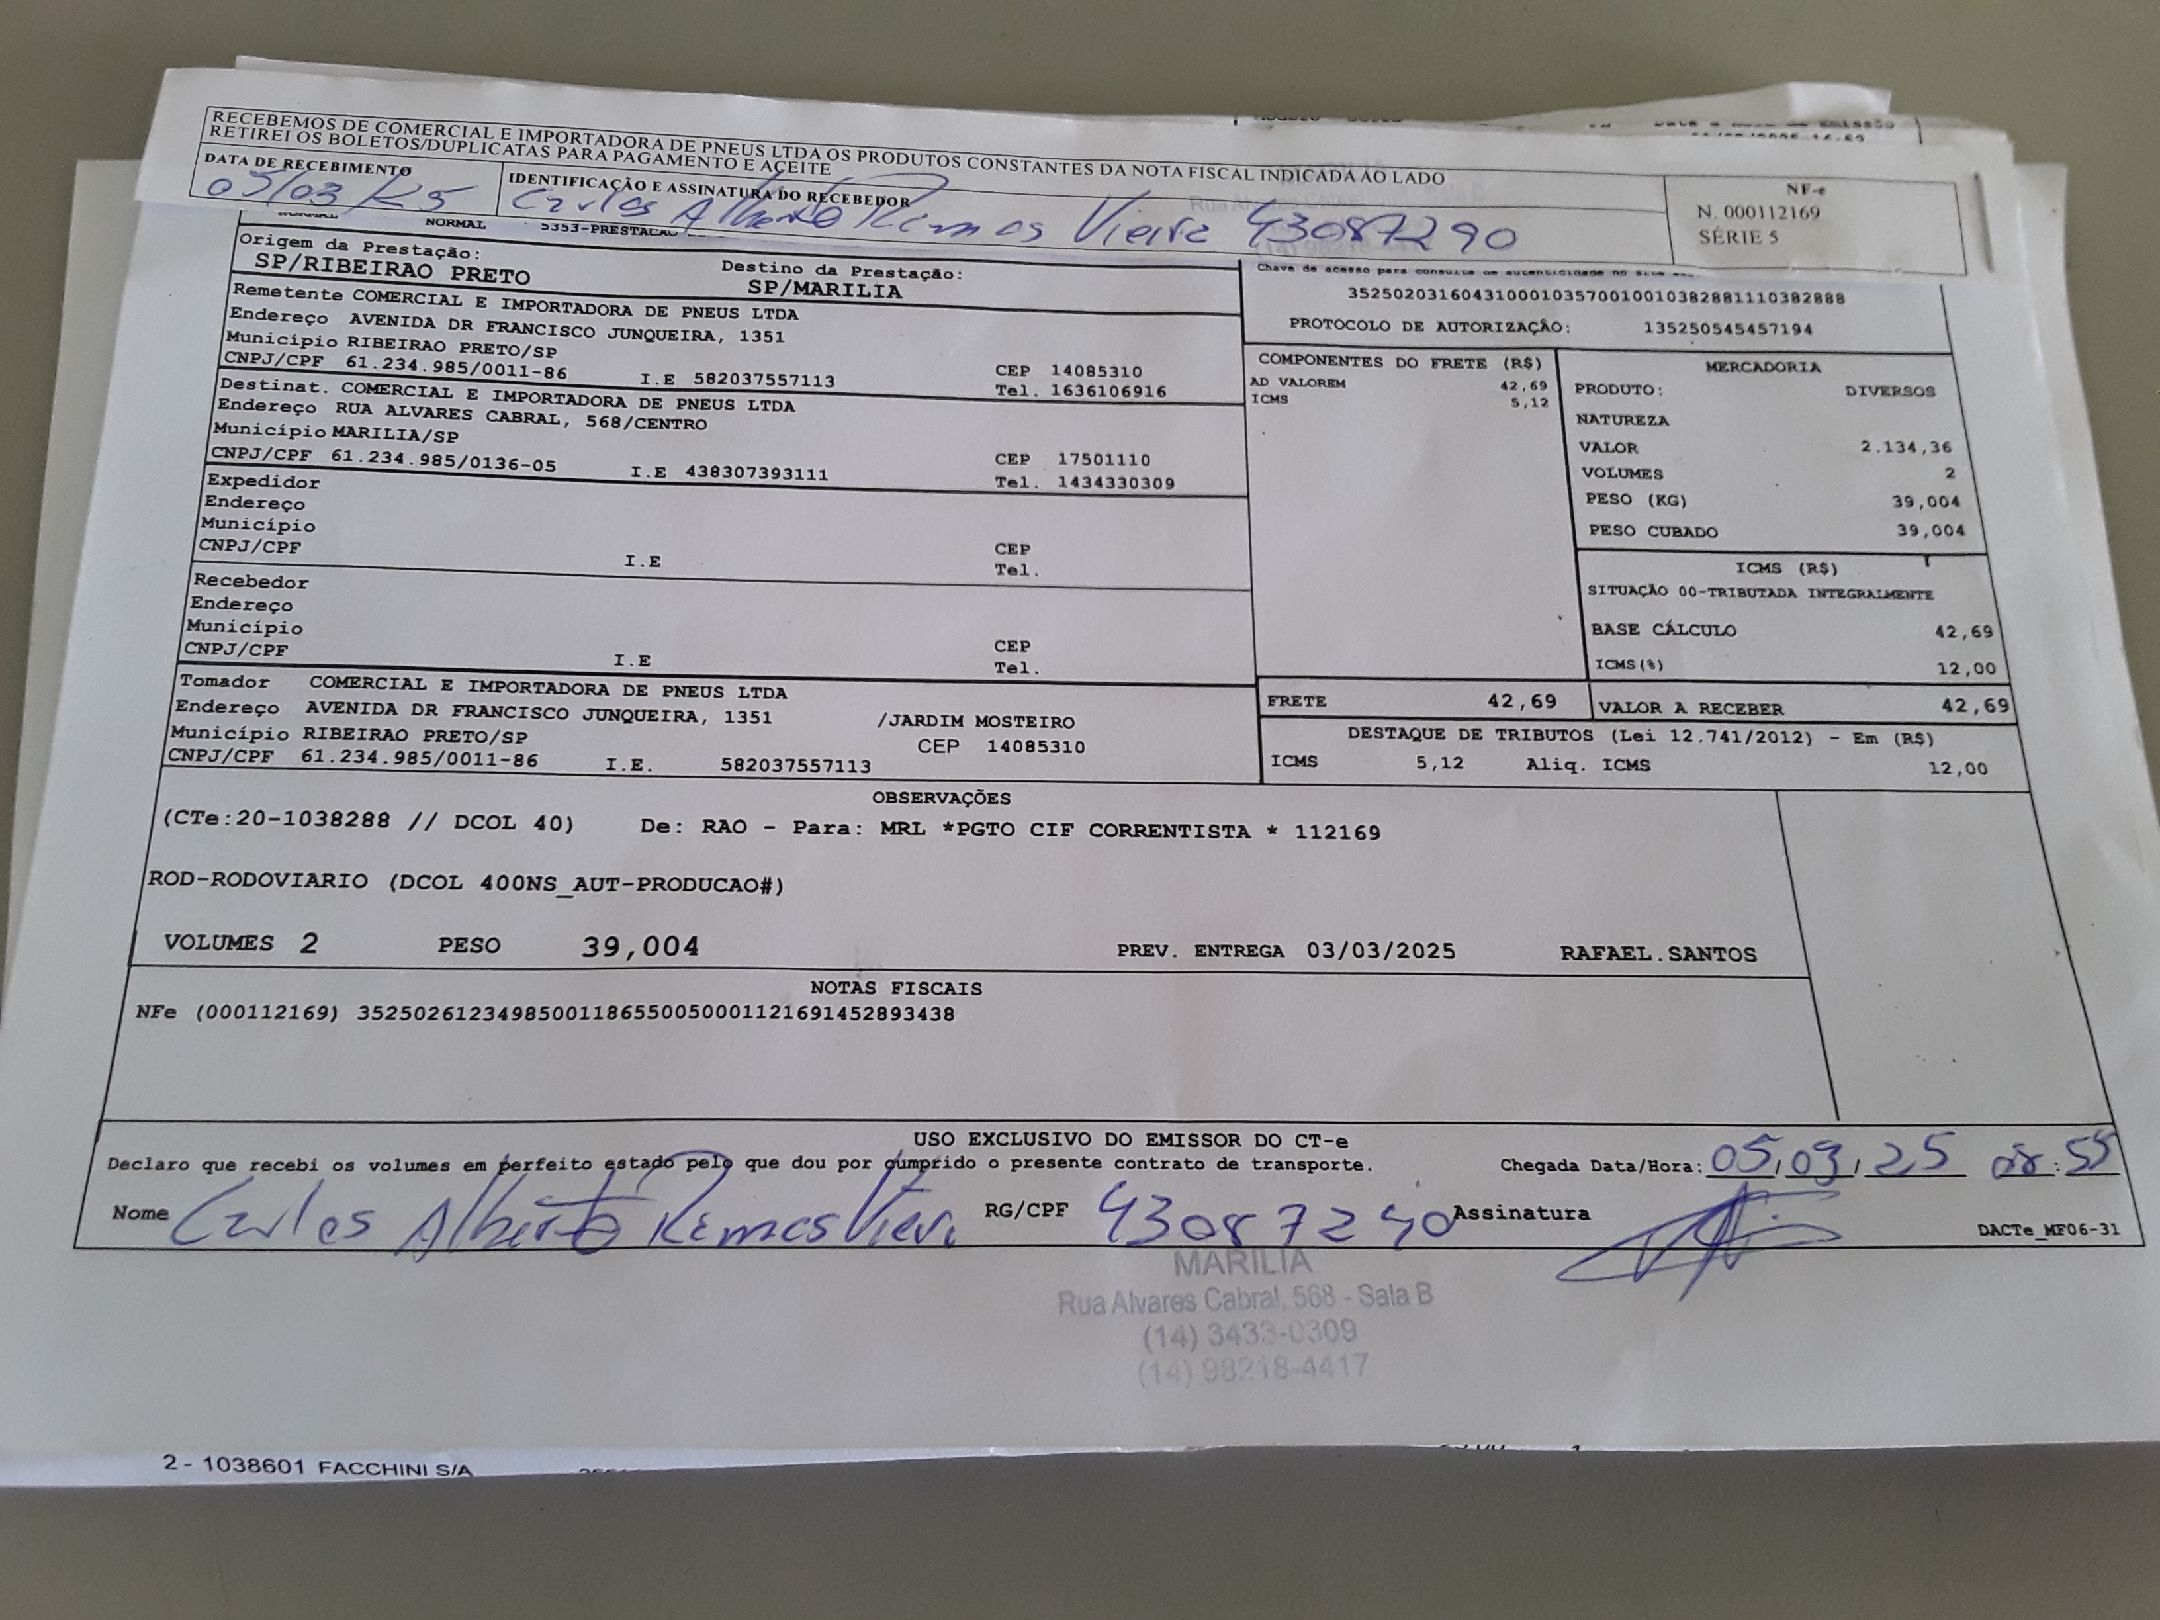 RECEBEMOS DE COMERCIAL E IMPORTADORA DE PNEUS LTDA OS PRODUTOS CONSTANTES DA NOTA FISCAL INDICADA AO LADO
RETIREI OS BOLETOS/DUPLICATAS PARA PAGAMENTO E ACEITE
DATA DE RECEBIMENTO
05/03/25
IDENTIFICAÇÃO E ASSINATURA DO RECEBEDOR
Carlos Alberto Ramos Vieira 43087290
NF-e
N. 000112169
SÉRIE 5
NORMAL 5353-PRESTACAO
Origem da Prestação:
SP/RIBEIRAO PRETO
Destino da Prestação:
SP/MARILIA
Remetente COMERCIAL E IMPORTADORA DE PNEUS LTDA
Endereço AVENIDA DR FRANCISCO JUNQUEIRA, 1351
Município RIBEIRAO PRETO/SP
CNPJ/CPF 61.234.985/0011-86 I.E 582037557113
CEP 14085310
Tel. 1636106916
Destinat. COMERCIAL E IMPORTADORA DE PNEUS LTDA
Endereço RUA ALVARES CABRAL, 568/CENTRO
Município MARILIA/SP
CNPJ/CPF 61.234.985/0136-05 I.E 438307393111
CEP 17501110
Tel. 1434330309
Expedidor
Endereço
Município
CNPJ/CPF I.E
CEP
Tel.
Recebedor
Endereço
Município
CNPJ/CPF I.E
CEP
Tel.
Tomador COMERCIAL E IMPORTADORA DE PNEUS LTDA
Endereço AVENIDA DR FRANCISCO JUNQUEIRA, 1351 /JARDIM MOSTEIRO
Município RIBEIRAO PRETO/SP CEP 14085310
CNPJ/CPF 61.234.985/0011-86 I.E. 582037557113
Chave de acesso para consulta de autenticidade no site
35250203160431000103570010010382881110382888
PROTOCOLO DE AUTORIZAÇÃO: 135250545457194
COMPONENTES DO FRETE (R$)
AD VALOREM 42,69
ICMS 5,12
MERCADORIA
PRODUTO: DIVERSOS
NATUREZA
VALOR 2.134,36
VOLUMES 2
PESO (KG) 39,004
PESO CUBADO 39,004
ICMS (R$)
SITUAÇÃO 00-TRIBUTADA INTEGRALMENTE
BASE CÁLCULO 42,69
ICMS(%) 12,00
FRETE 42,69 VALOR A RECEBER 42,69
DESTAQUE DE TRIBUTOS (Lei 12.741/2012) - Em (R$)
ICMS 5,12 Aliq. ICMS 12,00
OBSERVAÇÕES
(CTe:20-1038288 // DCOL 40) De: RAO - Para: MRL *PGTO CIF CORRENTISTA * 112169
ROD-RODOVIARIO (DCOL 400NS_AUT-PRODUCAO#)
VOLUMES 2 PESO 39,004 PREV. ENTREGA 03/03/2025 RAFAEL.SANTOS
NOTAS FISCAIS
NFe (000112169) 35250261234985001186550050001121691452893438
USO EXCLUSIVO DO EMISSOR DO CT-e
Declaro que recebi os volumes em perfeito estado pelo que dou por cumprido o presente contrato de transporte.
Chegada Data/Hora: 05/03/25 08:55
Nome Carlos Alberto Ramos Vieira RG/CPF 43087290 Assinatura
DACTe_MF06-31
MARILIA
Rua Alvares Cabral, 568 - Sala B
(14) 3433-0309
(14) 98218-4417
2 - 1038601 FACCHINI S/A